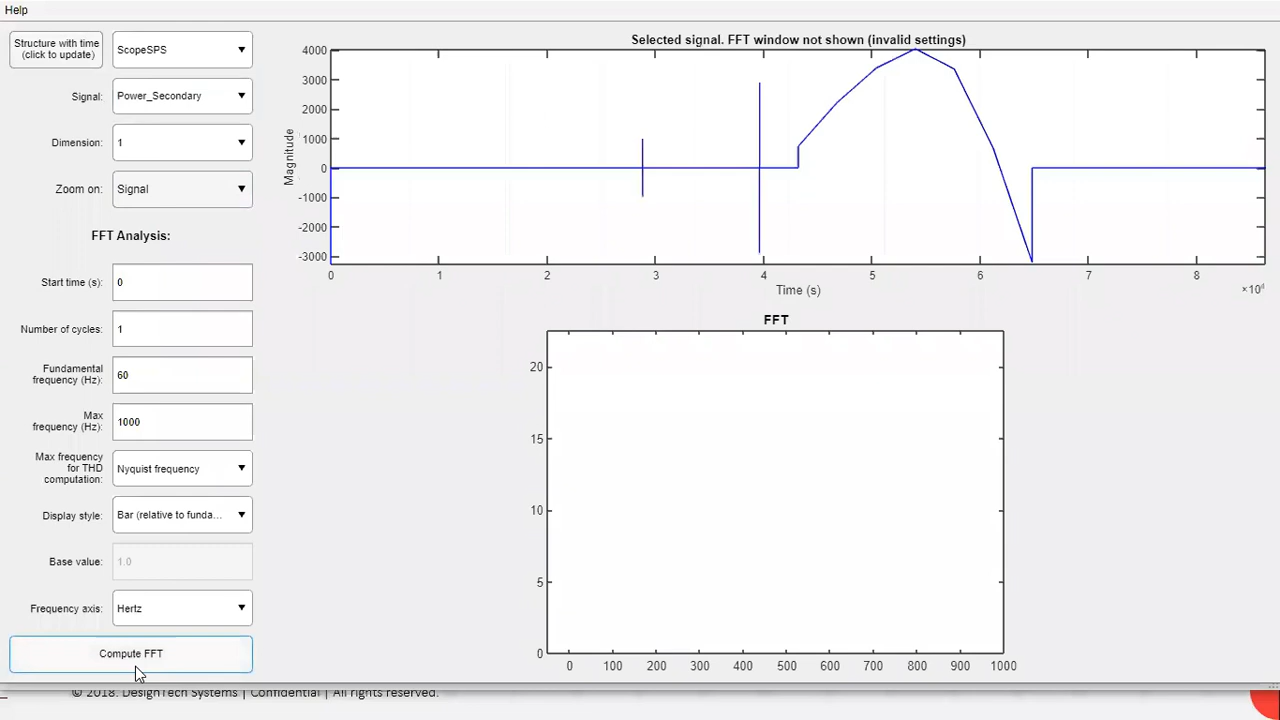 Help
Structure with time
(click to update)
ScopeSPS
Signal:
Power_Secondary
Dimension:
1
Zoom on:
Signal
FFT Analysis:
Start time (s):
0
Number of cycles:
1
Fundamental
frequency (Hz):
60
Max
frequency (Hz):
1000
Max frequency
for THD
computation:
Nyquist frequency
Display style:
Bar (relative to funda...
Base value:
1.0
Frequency axis:
Hertz
Compute FFT
Selected signal. FFT window not shown (invalid settings)
Magnitude
4000
3000
2000
1000
0
-1000
-2000
-3000
0 1 2 3 4 5 6 7 8
Time (s)
FFT
20
15
10
5
0
0 100 200 300 400 500 600 700 800 900 1000
© 2018. DesignTech Systems | Confidential | All rights reserved.